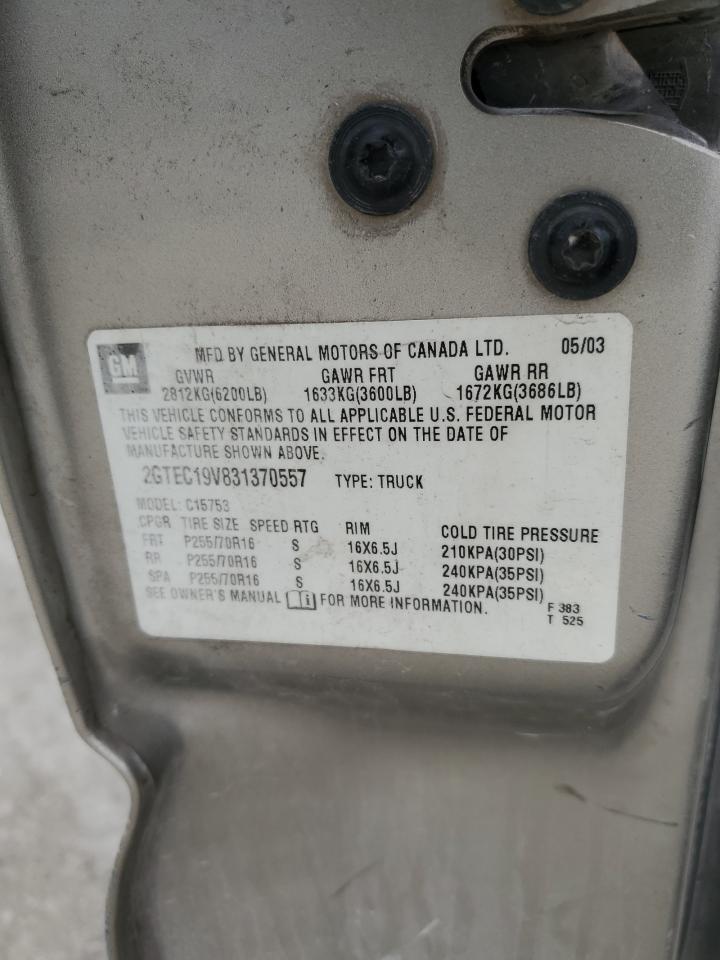 GM MFD BY GENERAL MOTORS OF CANADA LTD. 05/03
GVWR GAWR FRT GAWR RR
2812KG(6200LB) 1633KG(3600LB) 1672KG(3686LB)
THIS VEHICLE CONFORMS TO ALL APPLICABLE U.S. FEDERAL MOTOR
VEHICLE SAFETY STANDARDS IN EFFECT ON THE DATE OF
MANUFACTURE SHOWN ABOVE.
2GTEC19V831370557 TYPE: TRUCK
MODEL: C15753
CPGR TIRE SIZE SPEED RTG RIM COLD TIRE PRESSURE
FRT P255/70R16 S 16X6.5J 210KPA(30PSI)
RR P255/70R16 S 16X6.5J 240KPA(35PSI)
SPA P255/70R16 S 16X6.5J 240KPA(35PSI)
SEE OWNER'S MANUAL i FOR MORE INFORMATION.
F 383
T 525